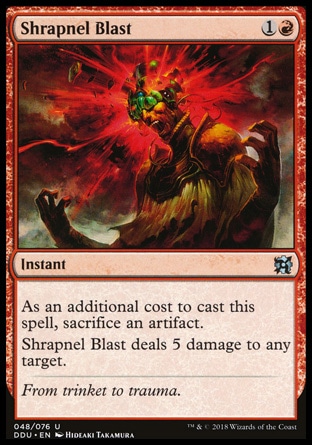 Shrapnel Blast 1
Instant
As an additional cost to cast this
spell, sacrifice an artifact.
Shrapnel Blast deals 5 damage to any
target.
From trinket to trauma.
048/076 U
DDU • EN Hideaki Takamura
™ & © 2018 Wizards of the Coast